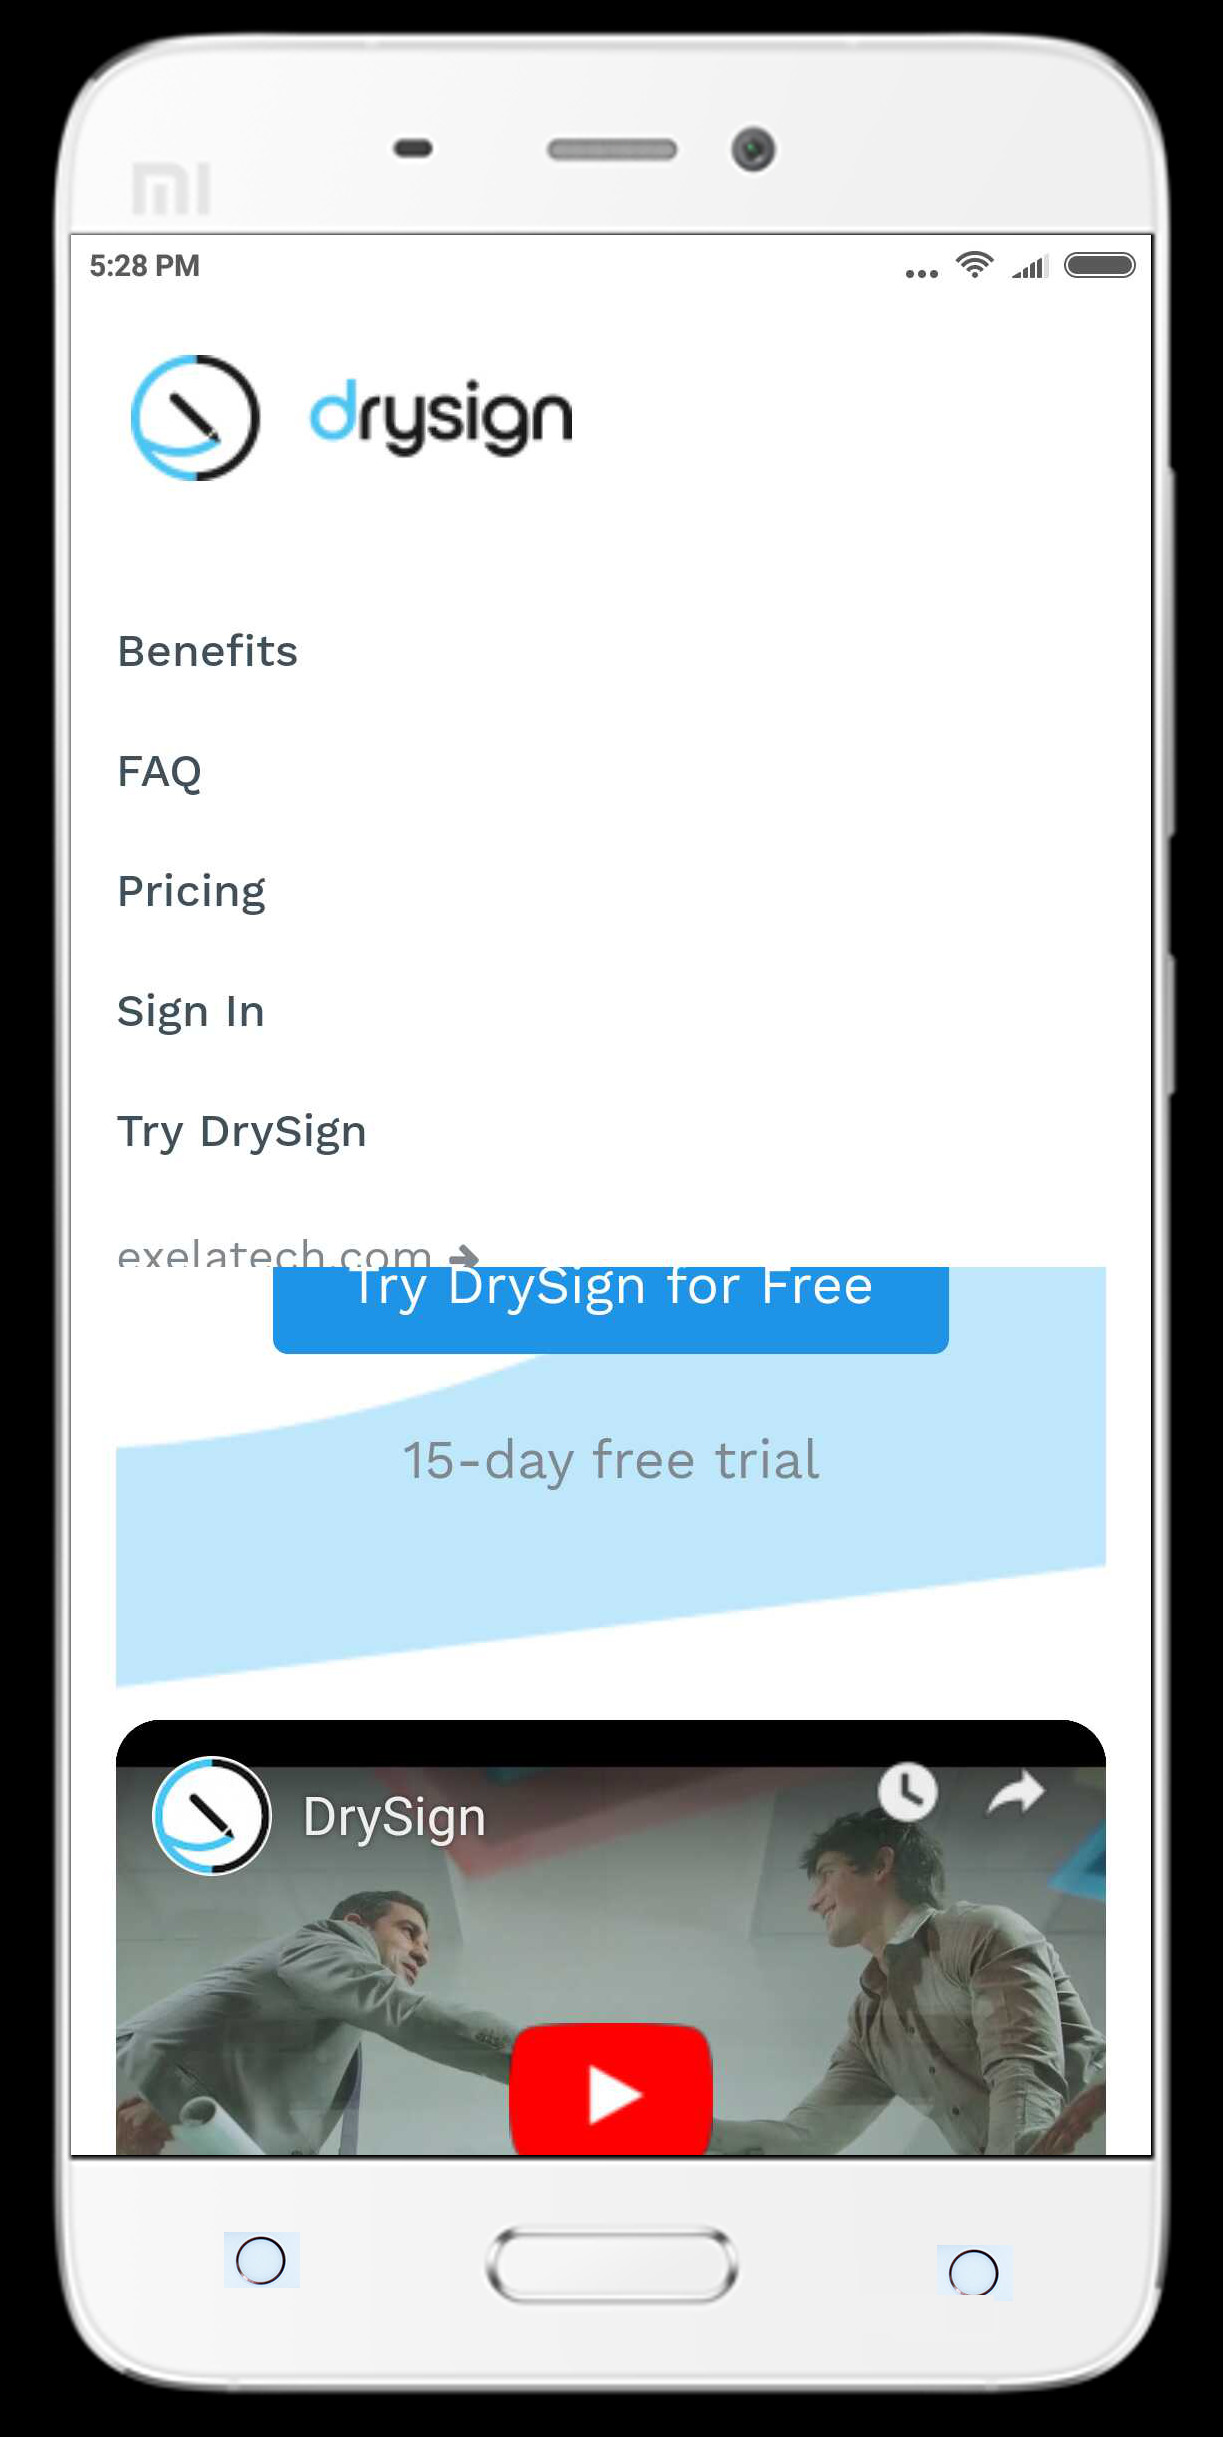 MI
5:28 PM
drysign
Benefits
FAQ
Pricing
Sign In
Try DrySign
exelatech.com
Try DrySign for Free
15-day free trial
DrySign